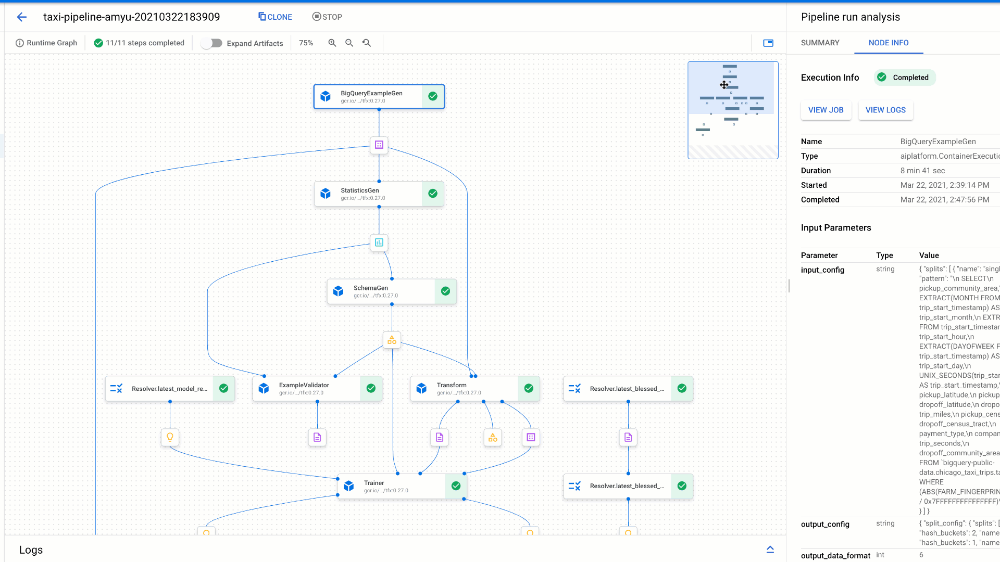 taxi-pipeline-amyu-20210322183909
CLONE
STOP
Pipeline run analysis
Runtime Graph
11/11 steps completed
Expand Artifacts
75%
SUMMARY
NODE INFO
BigQueryExampleGen
gcr.io/.../tfx:0.27.0
StatisticsGen
gcr.io/.../tfx:0.27.0
SchemaGen
gcr.io/.../tfx:0.27.0
Resolver.latest_model_re...
ExampleValidator
gcr.io/.../tfx:0.27.0
Transform
gcr.io/.../tfx:0.27.0
Resolver.latest_blessed_...
Trainer
gcr.io/.../tfx:0.27.0
Resolver.latest_blessed_...
Logs
Execution Info
Completed
VIEW JOB
VIEW LOGS
Name BigQueryExampleGen
Type aiplatform.ContainerExecutio
Duration 8 min 41 sec
Started Mar 22, 2021, 2:39:14 PM
Completed Mar 22, 2021, 2:47:56 PM
Input Parameters
Parameter Type Value
input_config string { "splits": [ { "name": "singl
"pattern": "\n SELECT\n
pickup_community_area,\
EXTRACT(MONTH FROM
trip_start_timestamp) AS
trip_start_month,\n EXTR
FROM trip_start_timestar
trip_start_hour,\n
EXTRACT(DAYOFWEEK F
trip_start_timestamp) AS
trip_start_day,\n
UNIX_SECONDS(trip_star
AS trip_start_timestamp,\
pickup_latitude,\n pickup_
dropoff_latitude,\n dropo
trip_miles,\n pickup_cens
dropoff_census_tract,\n
payment_type,\n compan
trip_seconds,\n
dropoff_community_area
FROM `bigquery-public-
data.chicago_taxi_trips.ta
WHERE
(ABS(FARM_FINGERPRIN
/ 0x7FFFFFFFFFFFFFFF)\
} ] }
output_config string { "split_config": { "splits": [
"hash_buckets": 2, "name
"hash_buckets": 1, "name
output_data_format int 6